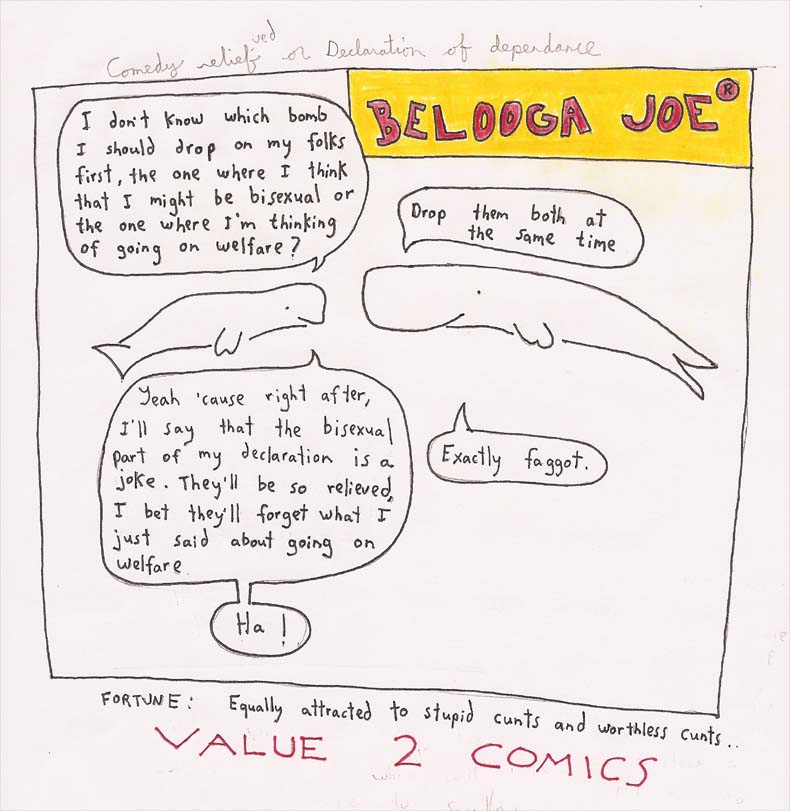 Comedy reliefved or Declaration of dependance
BELOOGA JOE®
I don't know which bomb
I should drop on my folks
first, the one where I think
that I might be bisexual or
the one where I'm thinking
of going on welfare?
Drop them both at
the same time
Yeah 'cause right after,
I'll say that the bisexual
part of my declaration is a
joke. They'll be so relieved,
I bet they'll forget what I
just said about going on
welfare.
Exactly faggot.
Ha!
FORTUNE: Equally attracted to stupid cunts and worthless cunts..
VALUE 2 COMICS